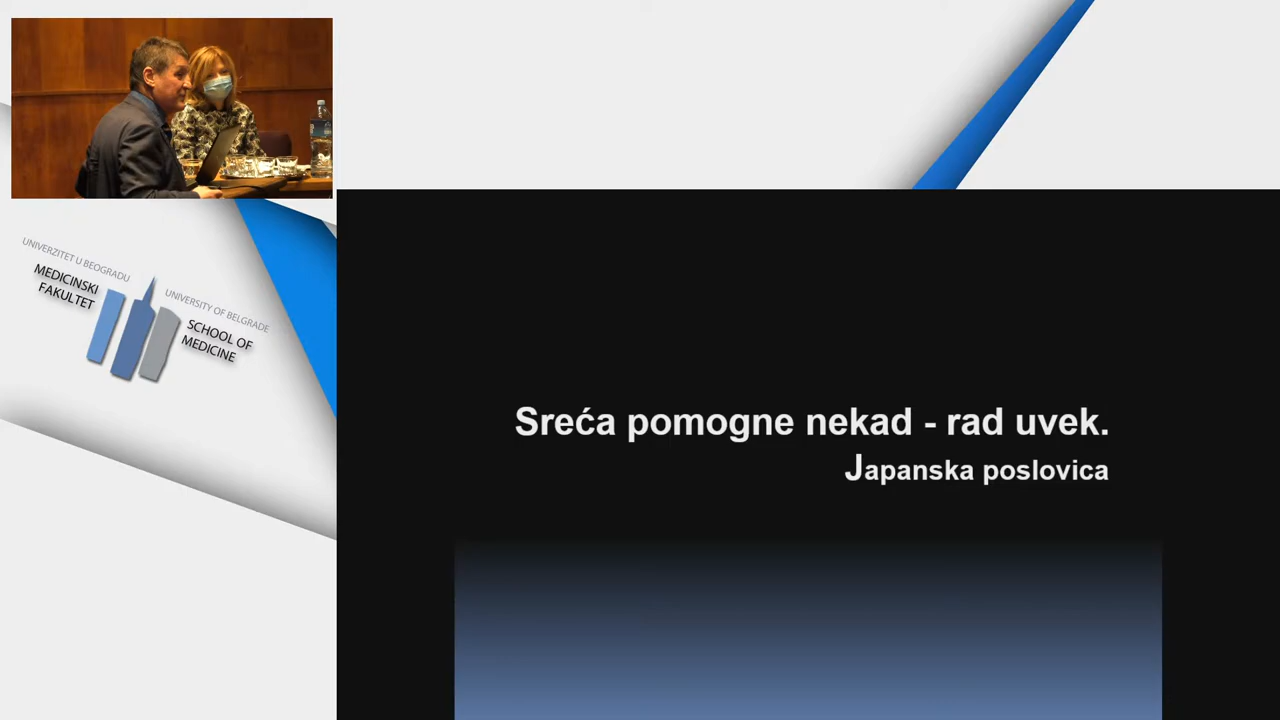 UNIVERZITET U BEOGRADU
MEDICINSKI
FAKULTET
UNIVERSITY OF BELGRADE
SCHOOL OF
MEDICINE
Sreća pomogne nekad - rad uvek.
Japanska poslovica